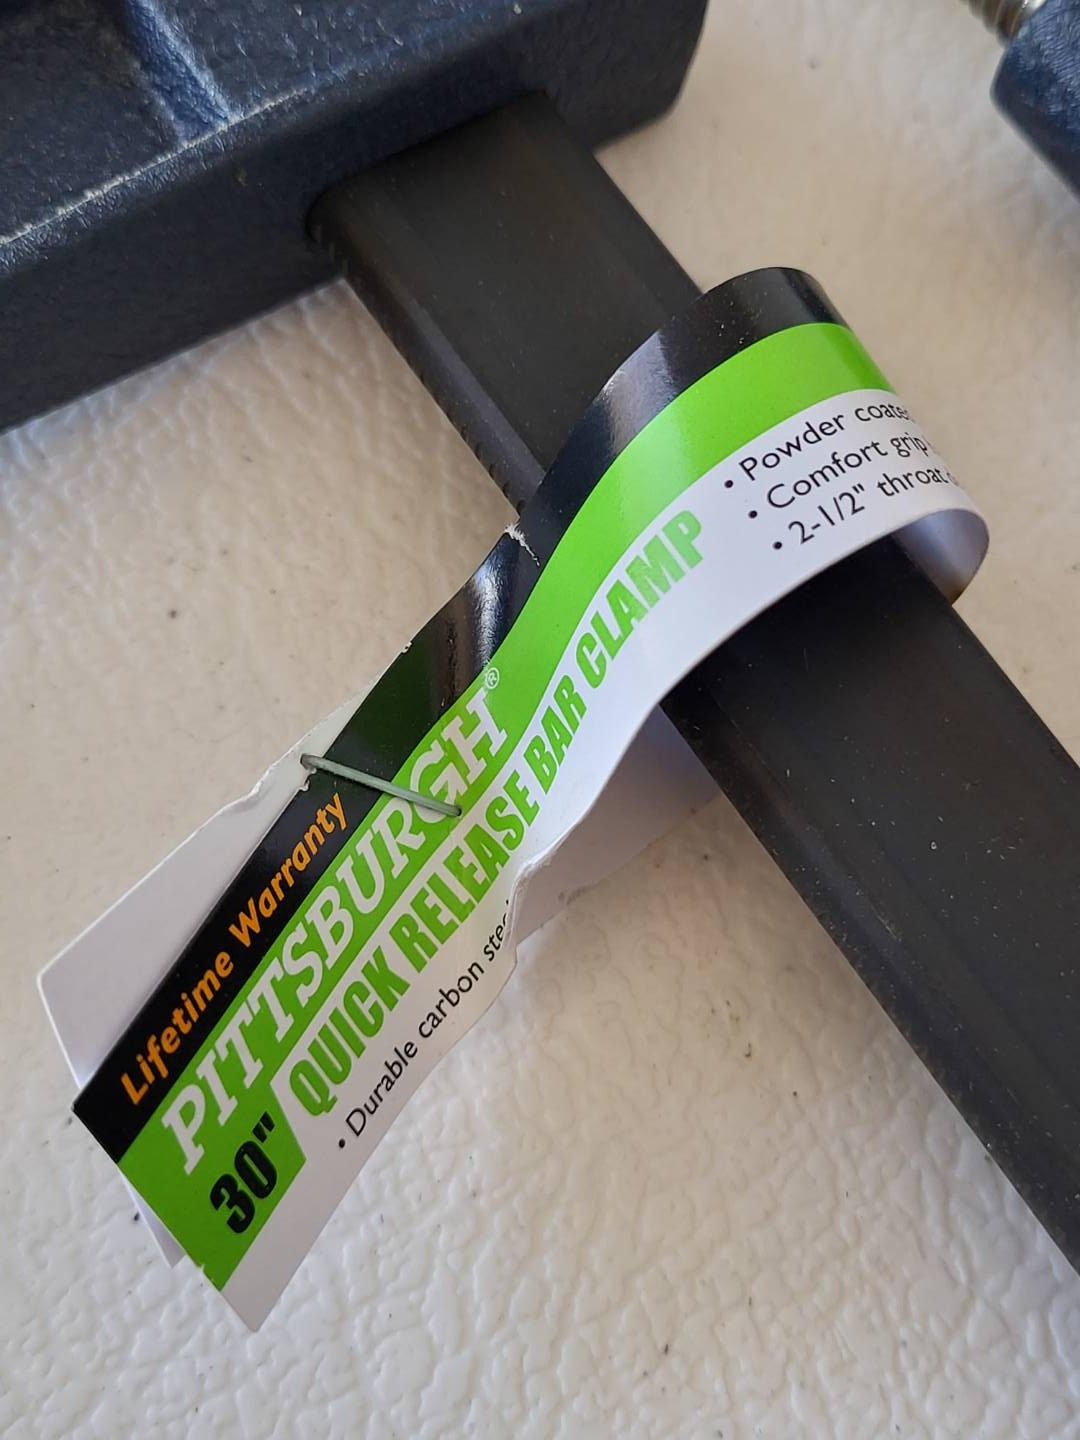 Lifetime Warranty
PITTSBURGH®
30" QUICK RELEASE BAR CLAMP
• Durable carbon
• Powder
• Comfort grip
• 2-1/2" throat